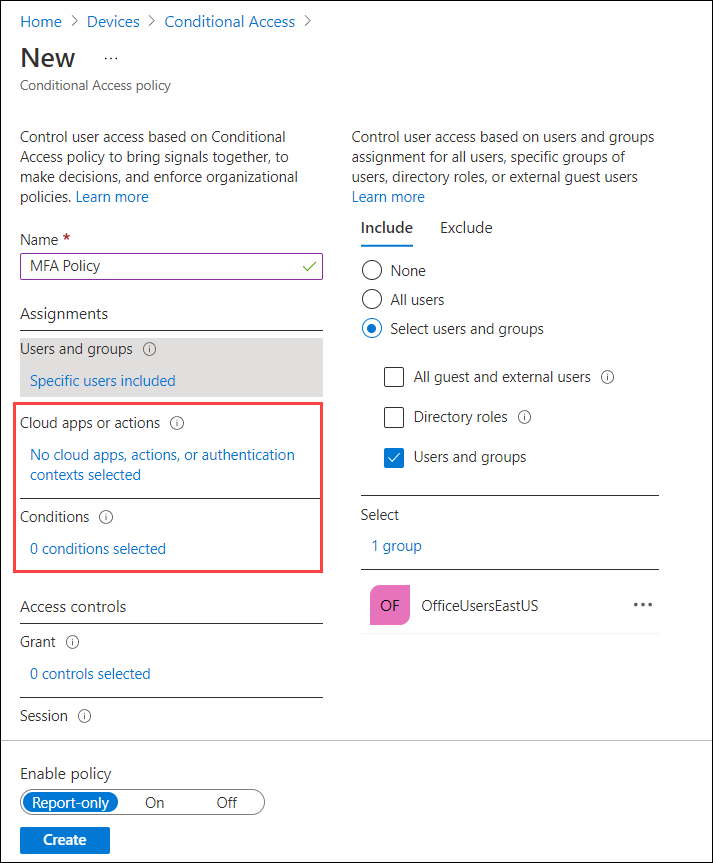 Home > Devices > Conditional Access >
New ...
Conditional Access policy
Control user access based on Conditional
Access policy to bring signals together, to
make decisions, and enforce organizational
policies. Learn more
Name *
MFA Policy
Assignments
Users and groups
Specific users included
Cloud apps or actions
No cloud apps, actions, or authentication
contexts selected
Conditions
0 conditions selected
Access controls
Grant
0 controls selected
Session
Control user access based on users and groups
assignment for all users, specific groups of
users, directory roles, or external guest users
Learn more
Include Exclude
None
All users
Select users and groups
All guest and external users
Directory roles
Users and groups
Select
1 group
OF OfficeUsersEastUS ...
Enable policy
Report-only On Off
Create